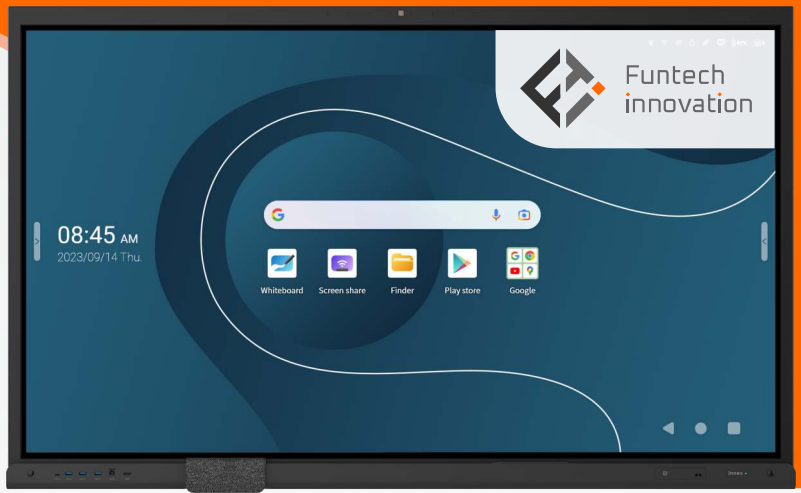 Funtech
innovation
08:45 AM
2023/09/14 Thu.
Whiteboard
Screen share
Finder
Play store
Google